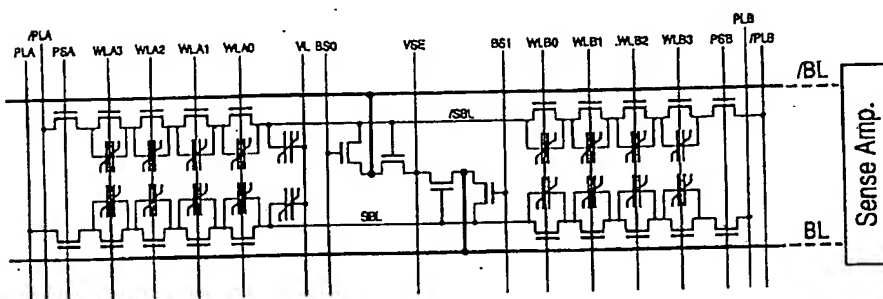 /PLA
PLA
PSA
WLA3
WLA2
WLA1
WLA0
VL
BS0
VSE
BS1
WLB0
WLB1
WLB2
WLB3
PSB
PLB
/PLB
/BL
/SBL
SBL
BL
Sense Amp.